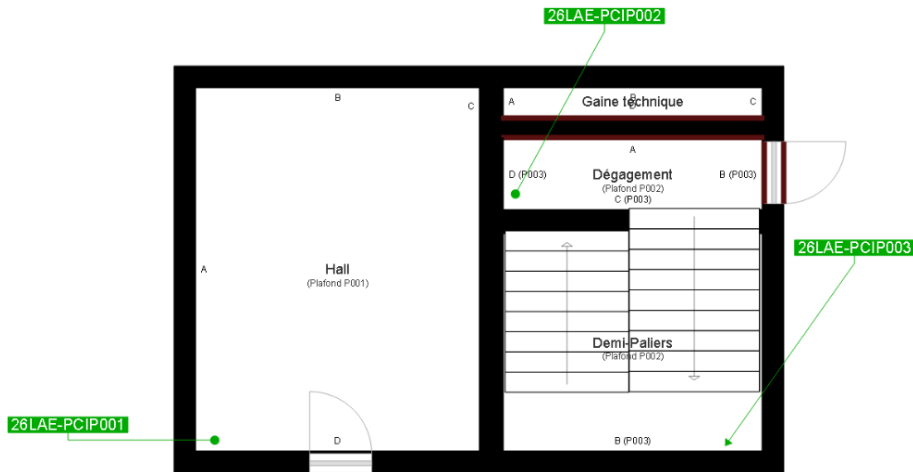 26LAE-PCIP002
B
C
A
B
C
Gaine technique
A
D (P003)
Dégagement
B (P003)
(Plafond P002)
C (P003)
26LAE-PCIP003
A
Hall
(Plafond P001)
Demi-Paliers
(Plafond P002)
26LAE-PCIP001
D
B (P003)